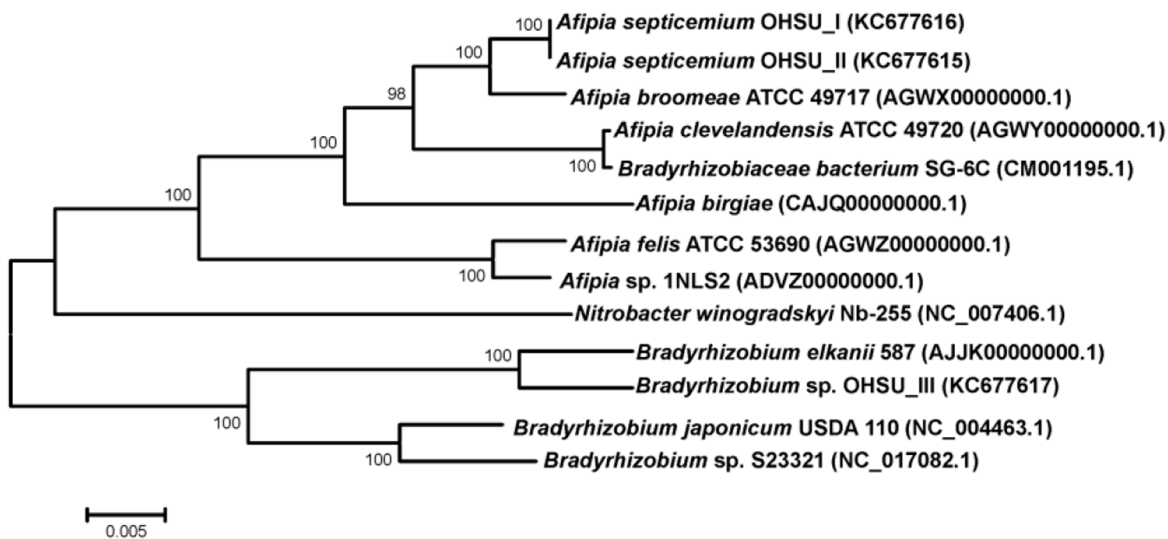 100
Afipia septicemium OHSU_I (KC677616)
100
Afipia septicemium OHSU_II (KC677615)
98
Afipia broomeae ATCC 49717 (AGWX00000000.1)
100
Afipia clevelandensis ATCC 49720 (AGWY00000000.1)
100
Bradyrhizobiaceae bacterium SG-6C (CM001195.1)
100
Afipia birgiae (CAJQ00000000.1)
Afipia felis ATCC 53690 (AGWZ00000000.1)
100
Afipia sp. 1NLS2 (ADVZ00000000.1)
Nitrobacter winogradskyi Nb-255 (NC_007406.1)
100
Bradyrhizobium elkanii 587 (AJJK00000000.1)
Bradyrhizobium sp. OHSU_III (KC677617)
100
Bradyrhizobium japonicum USDA 110 (NC_004463.1)
100
Bradyrhizobium sp. S23321 (NC_017082.1)
0.005